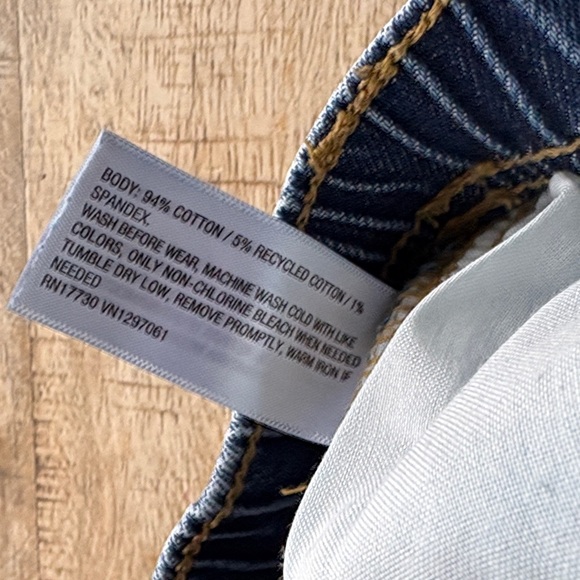 BODY: 94% COTTON / 5% RECYCLED COTTON / 1%
SPANDEX.
WASH BEFORE WEAR, MACHINE WASH COLD WITH LIKE
COLORS, ONLY NON-CHLORINE BLEACH WHEN NEEDED
TUMBLE DRY LOW, REMOVE PROMPTLY, WARM IRON IF
NEEDED
RN17730 VN1297061